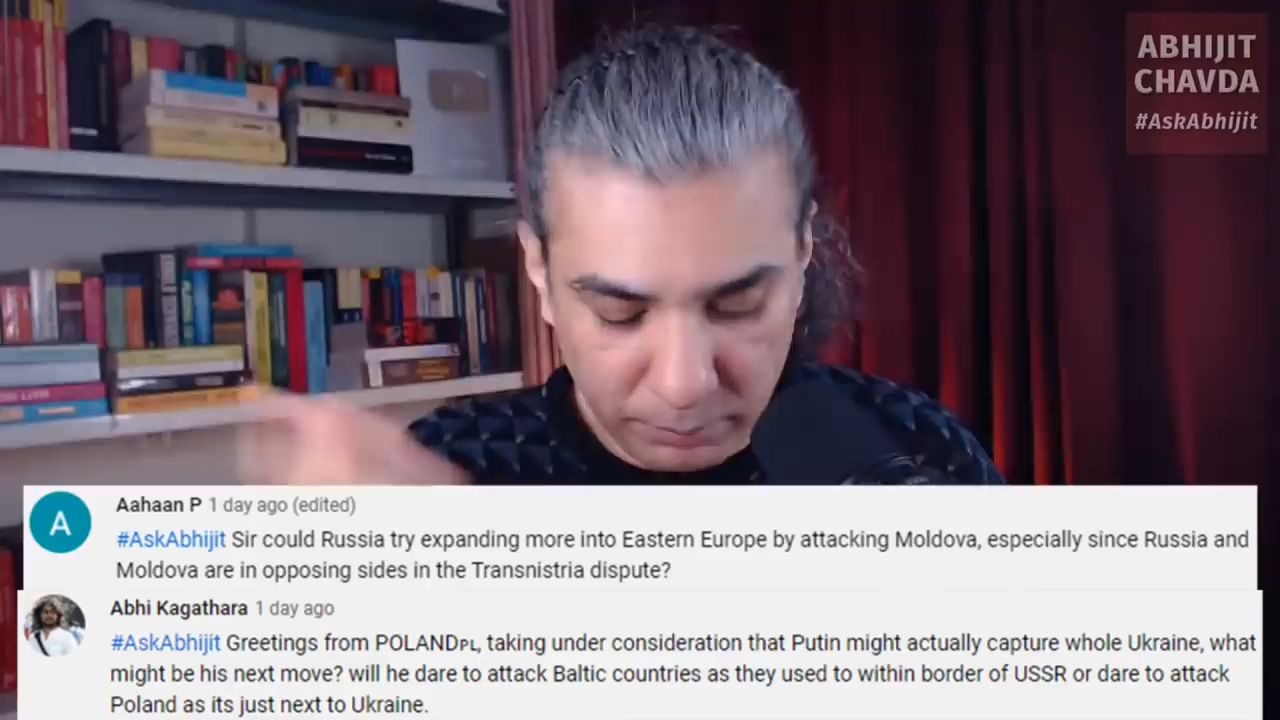 ABHIJIT
CHAVDA
#AskAbhijit
A
Aahaan P 1 day ago (edited)
#AskAbhijit Sir could Russia try expanding more into Eastern Europe by attacking Moldova, especially since Russia and
Moldova are in opposing sides in the Transnistria dispute?
Abhi Kagathara 1 day ago
#AskAbhijit Greetings from POLANDPL, taking under consideration that Putin might actually capture whole Ukraine, what
might be his next move? will he dare to attack Baltic countries as they used to within border of USSR or dare to attack
Poland as its just next to Ukraine.